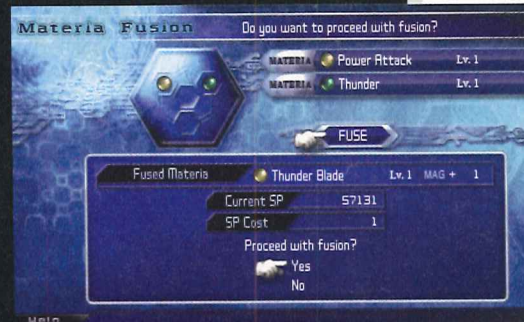 Materia Fusion
Do you want to proceed with fusion?
MATERIA Power Attack Lv. 1
MATERIA Thunder Lv. 1
FUSE
Fused Materia Thunder Blade Lv. 1 MAG + 1
Current SP 57131
SP Cost 1
Proceed with fusion?
Yes
No
Help